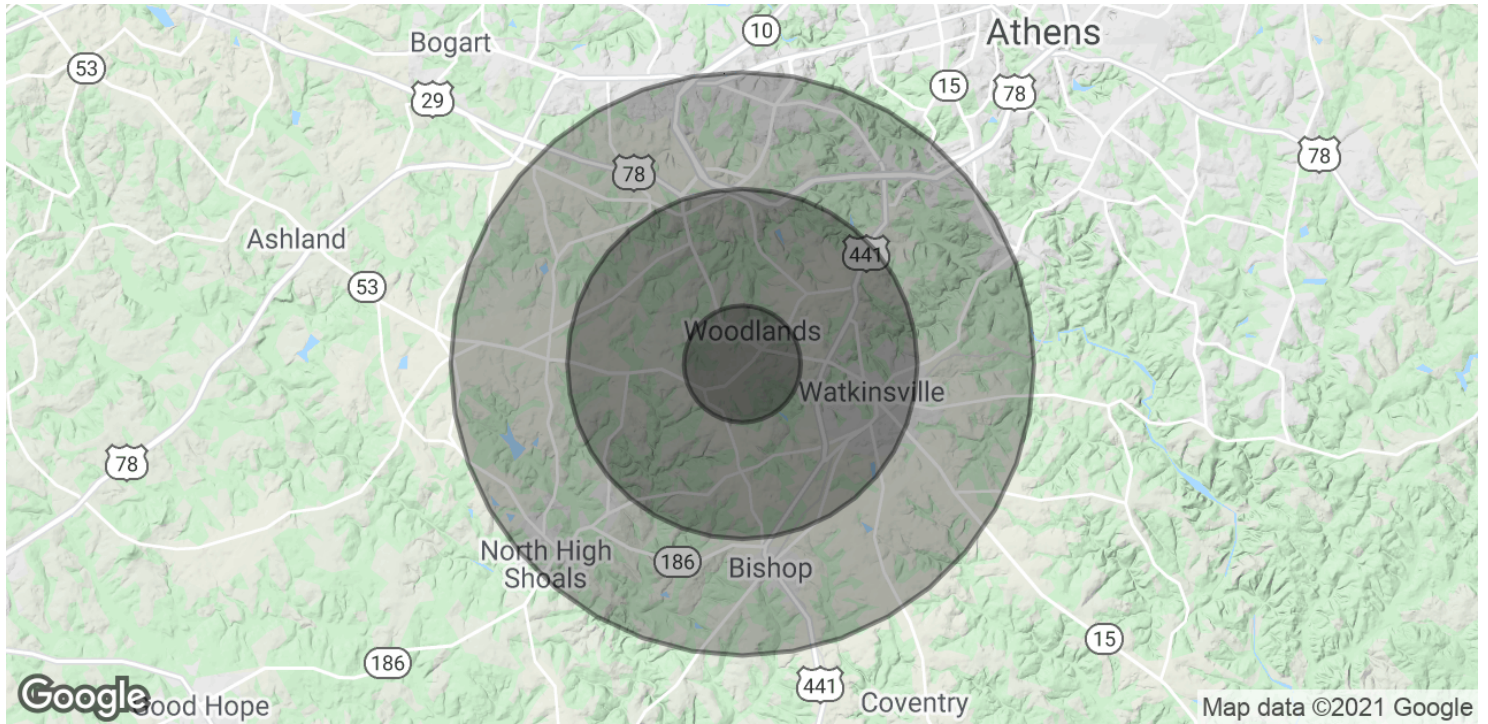 Athens
10
Bogart
53
15
78
29
78
78
Ashland
441
53
Woodlands
Watkinsville
78
North High
Shoals
186
Bishop
15
186
441
Google
Good Hope
Coventry
Map data ©2021 Google